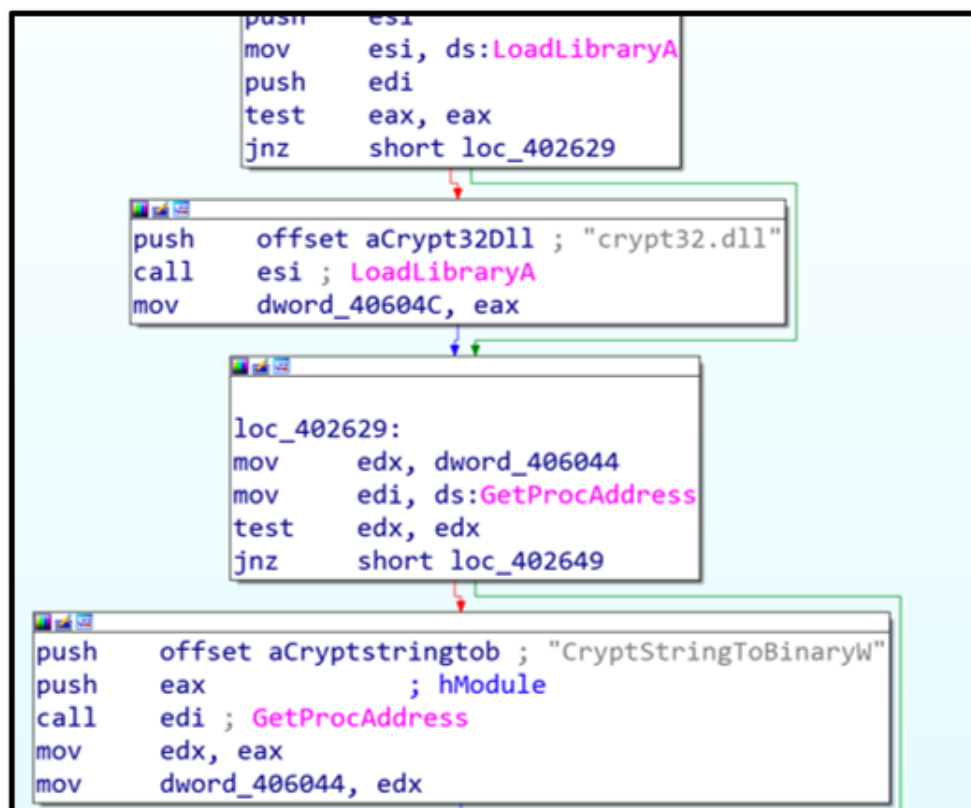 push esi
mov esi, ds:LoadLibraryA
push edi
test eax, eax
jnz short loc_402629
push offset aCrypt32Dll ; "crypt32.dll"
call esi ; LoadLibraryA
mov dword_40604C, eax
loc_402629:
mov edx, dword_406044
mov edi, ds:GetProcAddress
test edx, edx
jnz short loc_402649
push offset aCryptstringtob ; "CryptStringToBinaryW"
push eax ; hModule
call edi ; GetProcAddress
mov edx, eax
mov dword_406044, edx